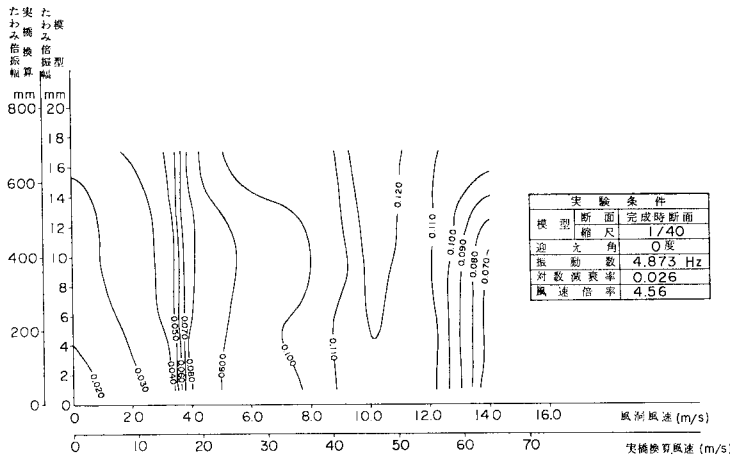 実橋換算たわみ倍振幅
模型たわみ倍振幅
mm mm
800 20
18
600 16
14
12
400 10
8
6
200 4
2
0 0
0.020
0.030
0.040
0.050
0.060
0.070
0.080
0.090
0.100
0.110
0.120
0.110
0.100
0.090
0.080
0.070
実験条件
模型 断面 完成時断面
縮尺 1/40
迎え角 0度
振動数 4.873 Hz
対数減衰率 0.026
風速倍率 4.56
0 2.0 4.0 6.0 8.0 10.0 12.0 14.0 16.0 風洞風速 (m/s)
0 10 20 30 40 50 60 70 実橋換算風速 (m/s)